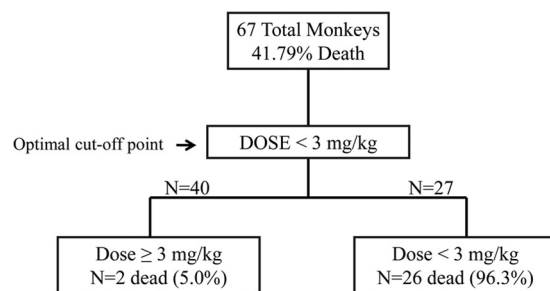 67 Total Monkeys
41.79% Death
Optimal cut-off point
DOSE < 3 mg/kg
N=40
N=27
Dose ≥ 3 mg/kg
N=2 dead (5.0%)
Dose < 3 mg/kg
N=26 dead (96.3%)